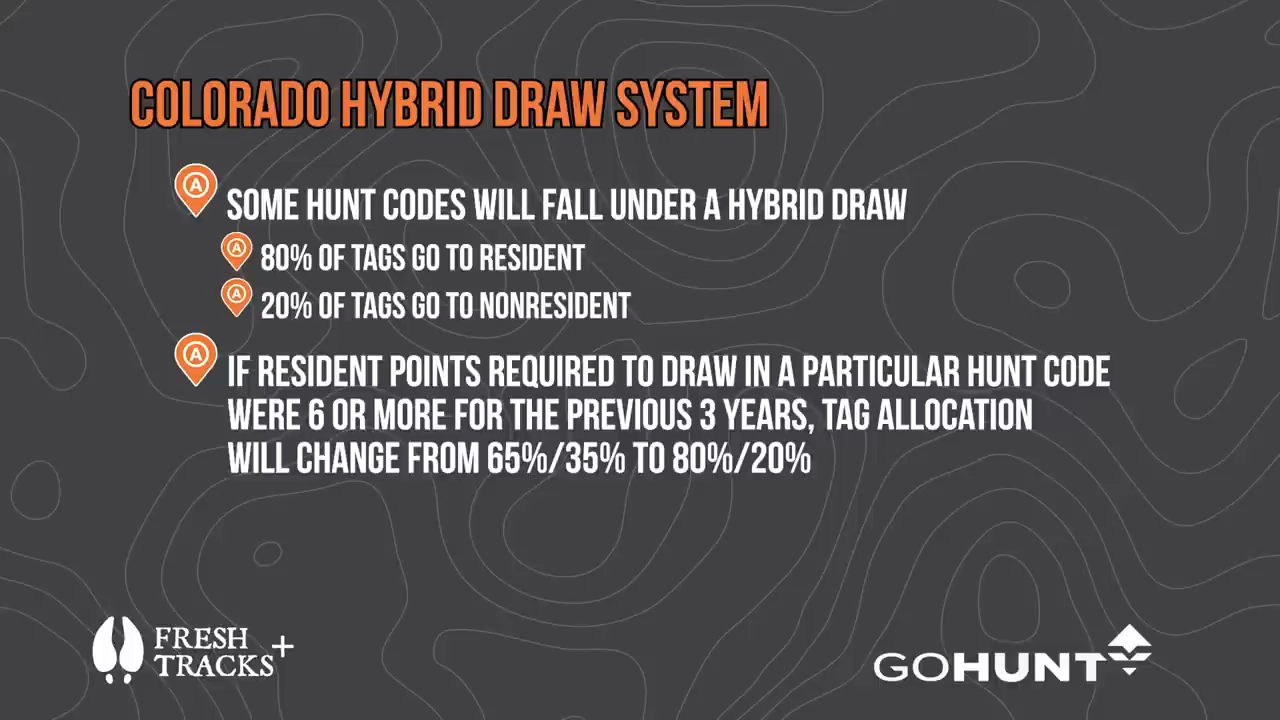 COLORADO HYBRID DRAW SYSTEM
A SOME HUNT CODES WILL FALL UNDER A HYBRID DRAW
A 80% OF TAGS GO TO RESIDENT
A 20% OF TAGS GO TO NONRESIDENT
A IF RESIDENT POINTS REQUIRED TO DRAW IN A PARTICULAR HUNT CODE
WERE 6 OR MORE FOR THE PREVIOUS 3 YEARS, TAG ALLOCATION
WILL CHANGE FROM 65%/35% TO 80%/20%
FRESH
TRACKS+
GOHUNT